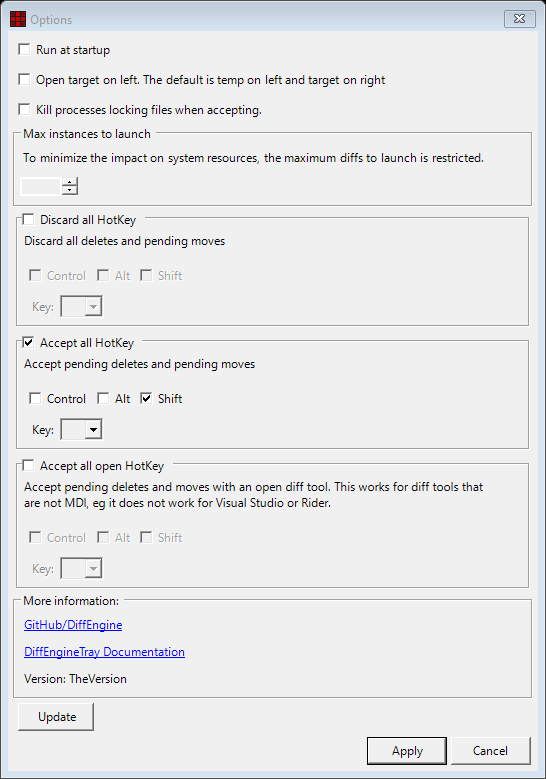 Options
Run at startup
Open target on left. The default is temp on left and target on right
Kill processes locking files when accepting.
Max instances to launch
To minimize the impact on system resources, the maximum diffs to launch is restricted.
Discard all HotKey
Discard all deletes and pending moves
Control Alt Shift
Key:
Accept all HotKey
Accept pending deletes and pending moves
Control Alt Shift
Key:
Accept all open HotKey
Accept pending deletes and moves with an open diff tool. This works for diff tools that
are not MDI, eg it does not work for Visual Studio or Rider.
Control Alt Shift
Key:
More information:
GitHub/DiffEngine
DiffEngineTray Documentation
Version: TheVersion
Update
Apply Cancel